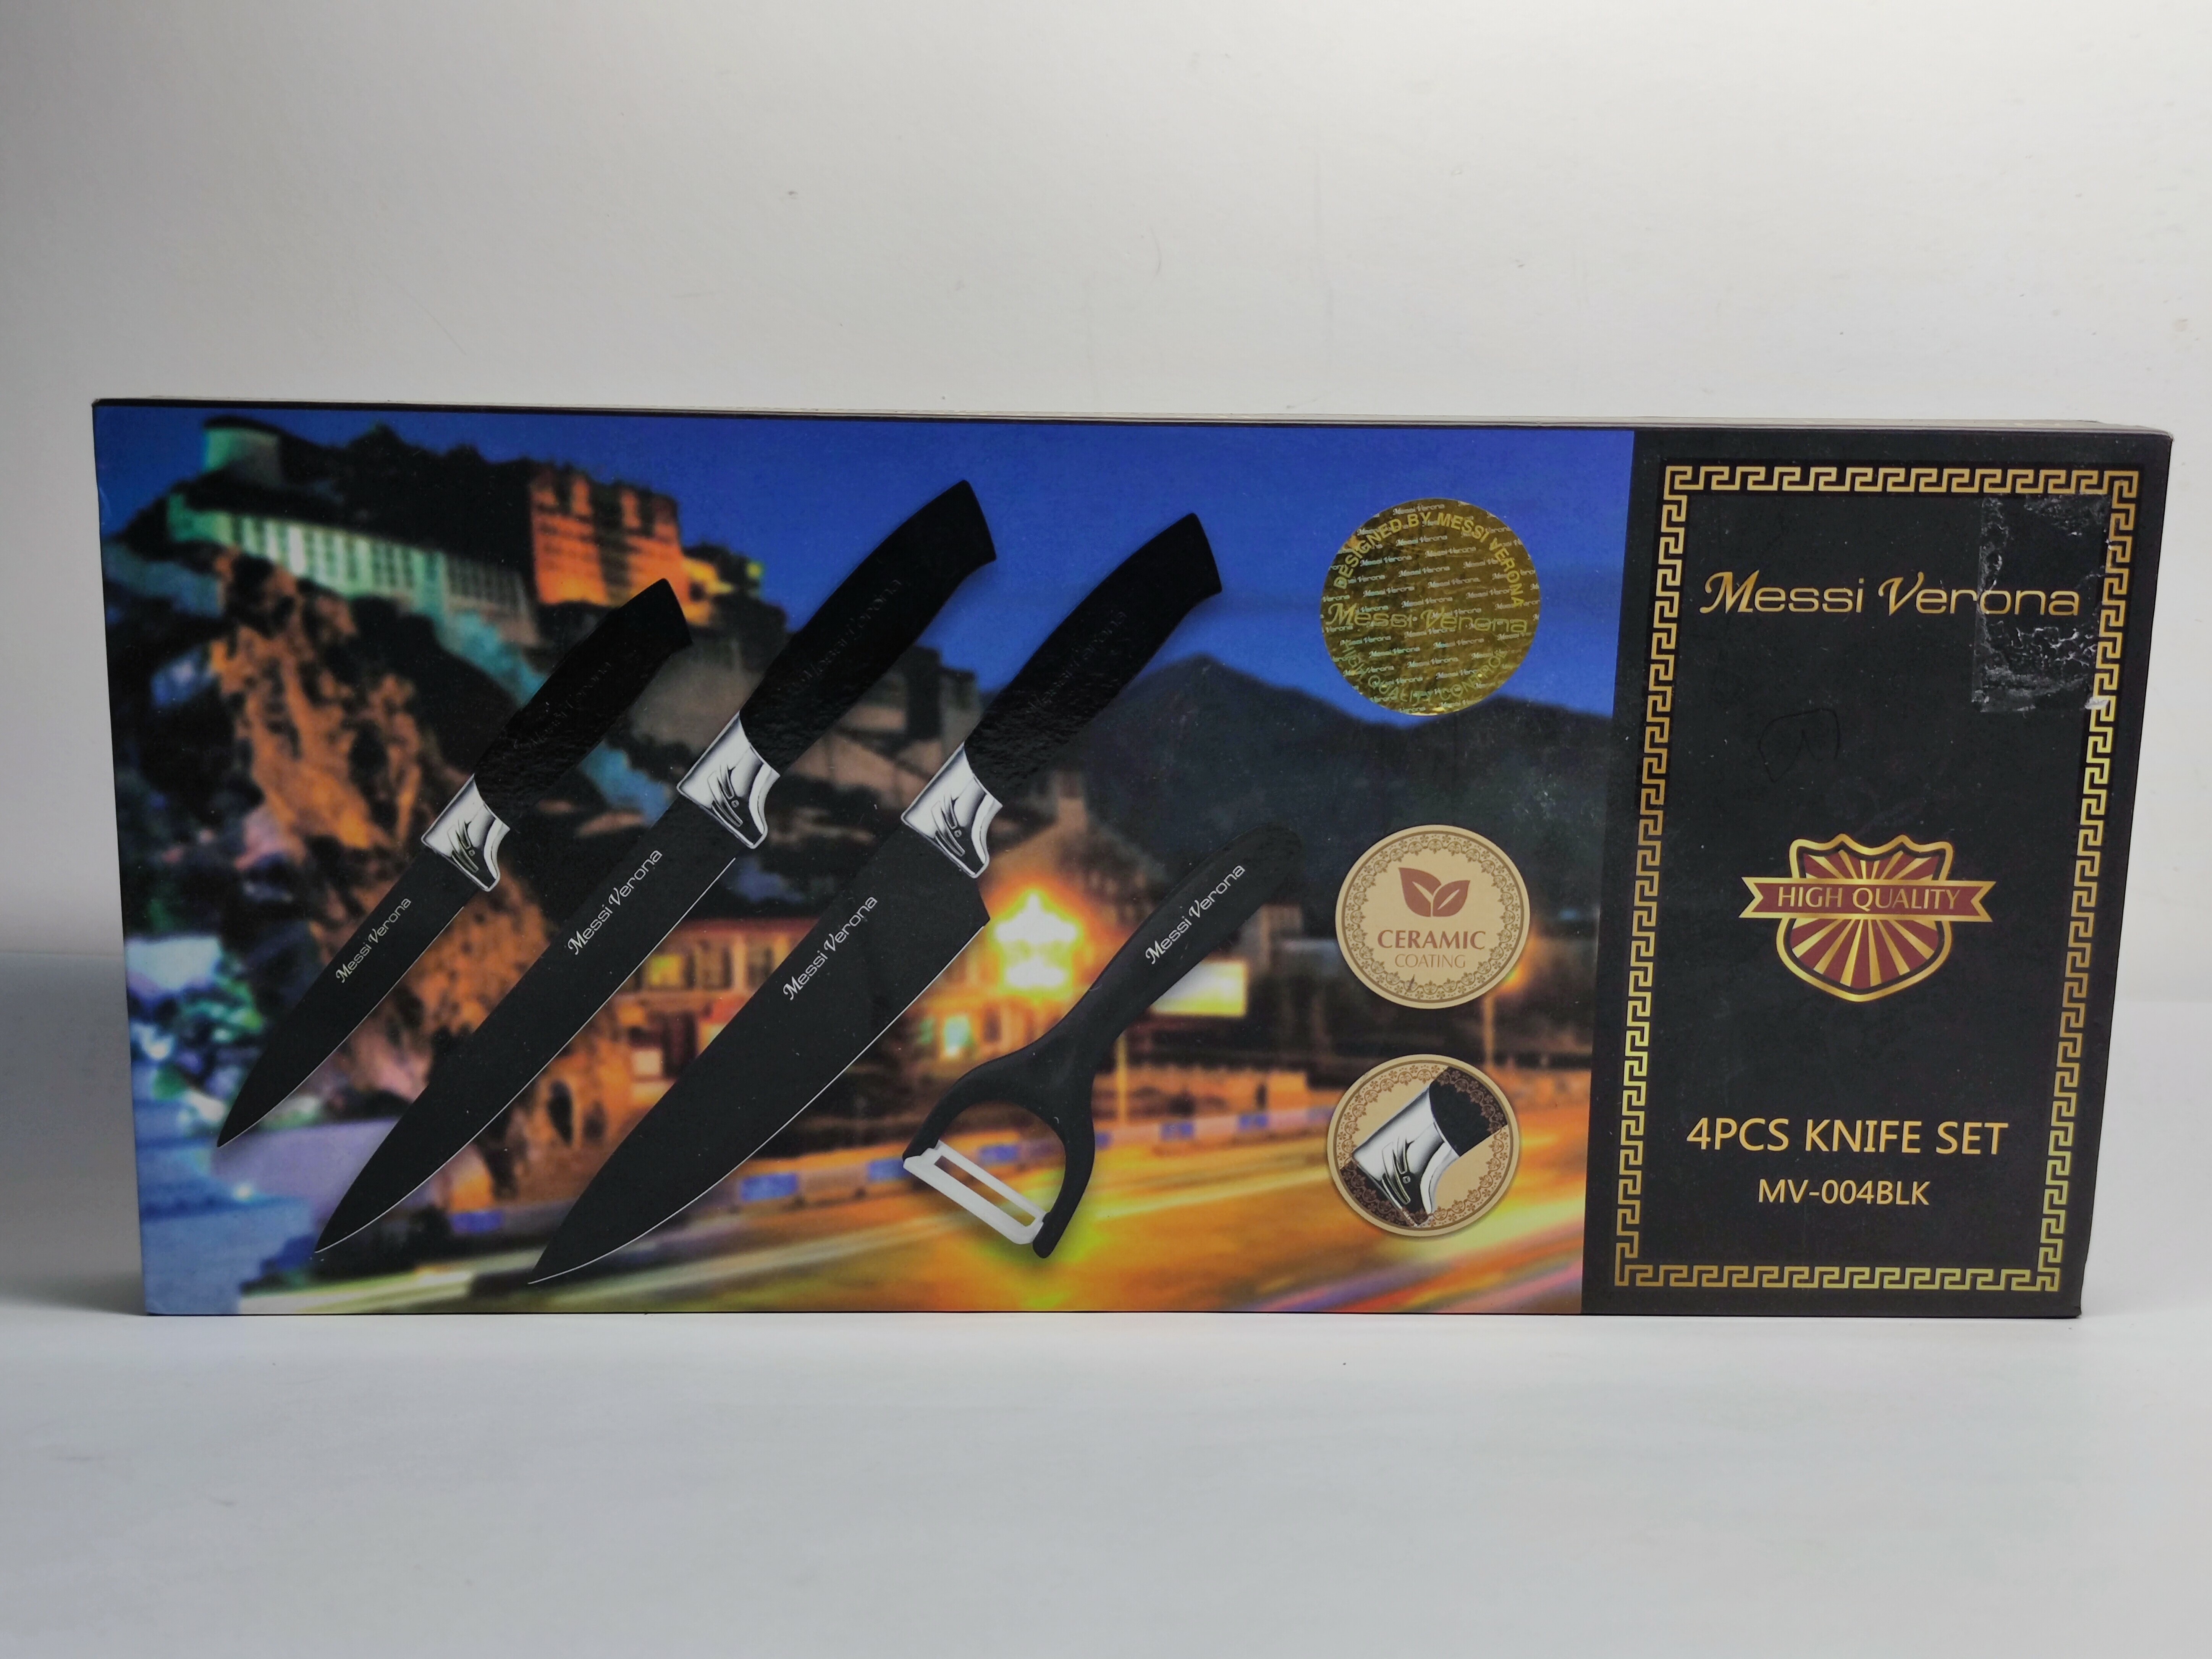 Messi Verona
Messi Verona
Messi Verona
Messi Verona
DESIGNED BY MESSI VERONA
Messi Verona
CERAMIC
COATING
Messi Verona
HIGH QUALITY
4PCS KNIFE SET
MV-004BLK